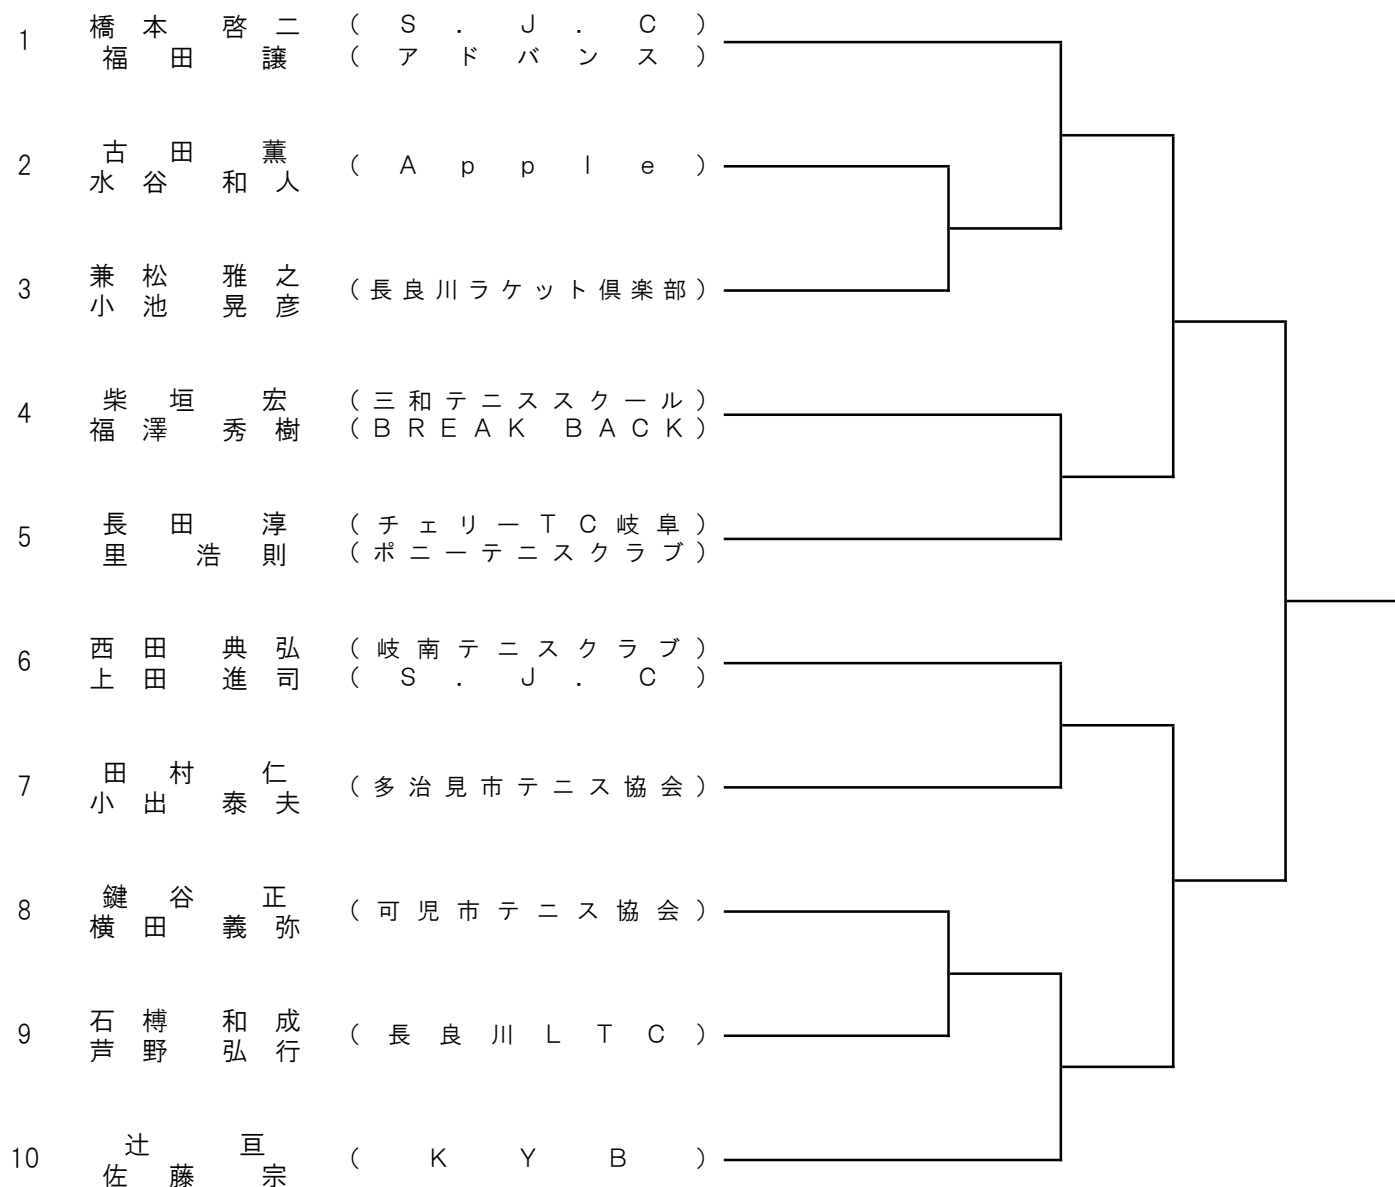 1 橋本 啓二 (S.J.C)
福田 譲 (アドバンス)
2 古田 薫 (Apple)
水谷 和人
3 兼松 雅之 (長良川ラケット倶楽部)
小池 晃彦
4 柴垣 宏 (三和テニススクール)
福澤 秀樹 (BREAK BACK)
5 長田 淳 (チェリーTC岐阜)
里 浩則 (ポニーテニスクラブ)
6 西田 典弘 (岐南テニスクラブ)
上田 進司 (S.J.C)
7 田村 仁 (多治見市テニス協会)
小出 泰夫
8 鍵谷 正 (可児市テニス協会)
横田 義弥
9 石榑 和成 (長良川LTC)
芦野 弘行
10 辻 亘 (KYB)
佐藤 宗